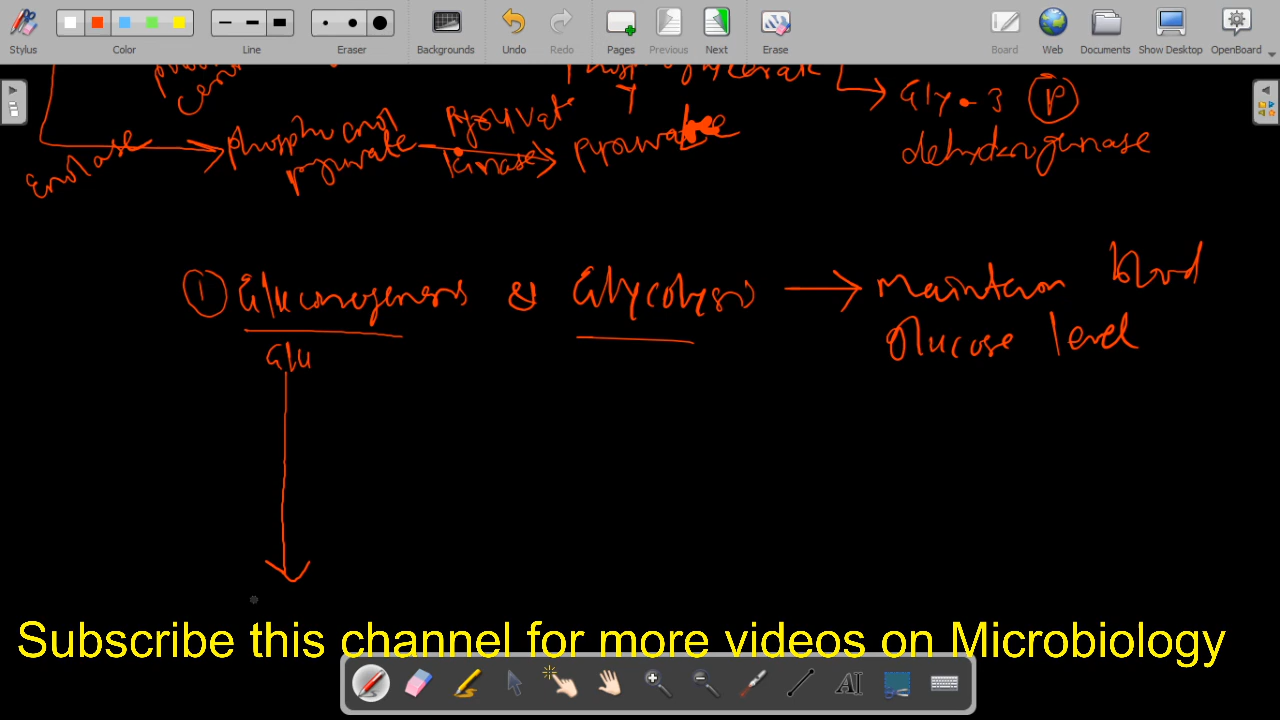 Stylus Color Line Eraser Backgrounds Undo Redo Pages Previous Next Erase Board Web Documents Show Desktop OpenBoard
Gly-3 P
dehydrogenase
Enolase phosphoenol pyruvate pyruvate kinase pyruvate
① Gluconogenesis & Glycolysis → maintain blood
glucose level
Glu
Subscribe this channel for more videos on Microbiology
AI